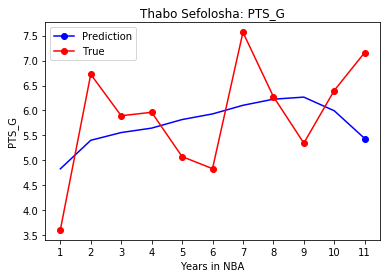 Thabo Sefolosha: PTS_G
Prediction
True
PTS_G
7.5
7.0
6.5
6.0
5.5
5.0
4.5
4.0
3.5
1 2 3 4 5 6 7 8 9 10 11
Years in NBA